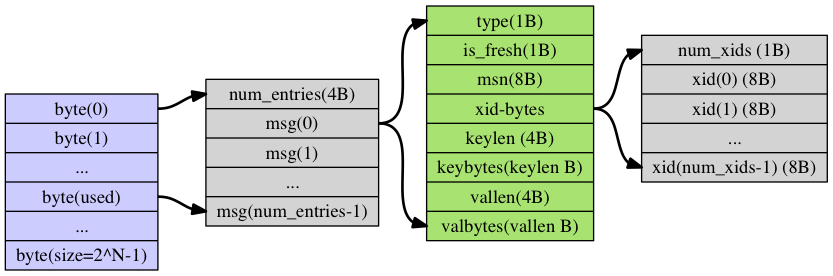 byte(0)
byte(1)
...
byte(used)
...
byte(size=2^N-1)
num_entries(4B)
msg(0)
msg(1)
...
msg(num_entries-1)
type(1B)
is_fresh(1B)
msn(8B)
xid-bytes
keylen (4B)
keybytes(keylen B)
vallen(4B)
valbytes(vallen B)
num_xids (1B)
xid(0) (8B)
xid(1) (8B)
...
xid(num_xids-1) (8B)